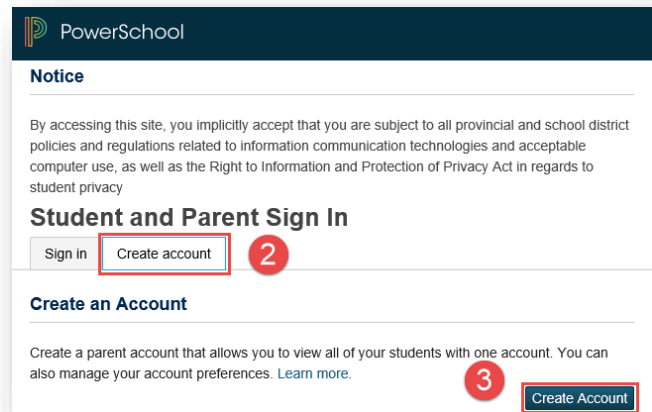 PowerSchool
Notice
By accessing this site, you implicitly accept that you are subject to all provincial and school district
policies and regulations related to information communication technologies and acceptable
computer use, as well as the Right to Information and Protection of Privacy Act in regards to
student privacy
Student and Parent Sign In
Sign in Create account 2
Create an Account
Create a parent account that allows you to view all of your students with one account. You can
also manage your account preferences. Learn more.
3
Create Account